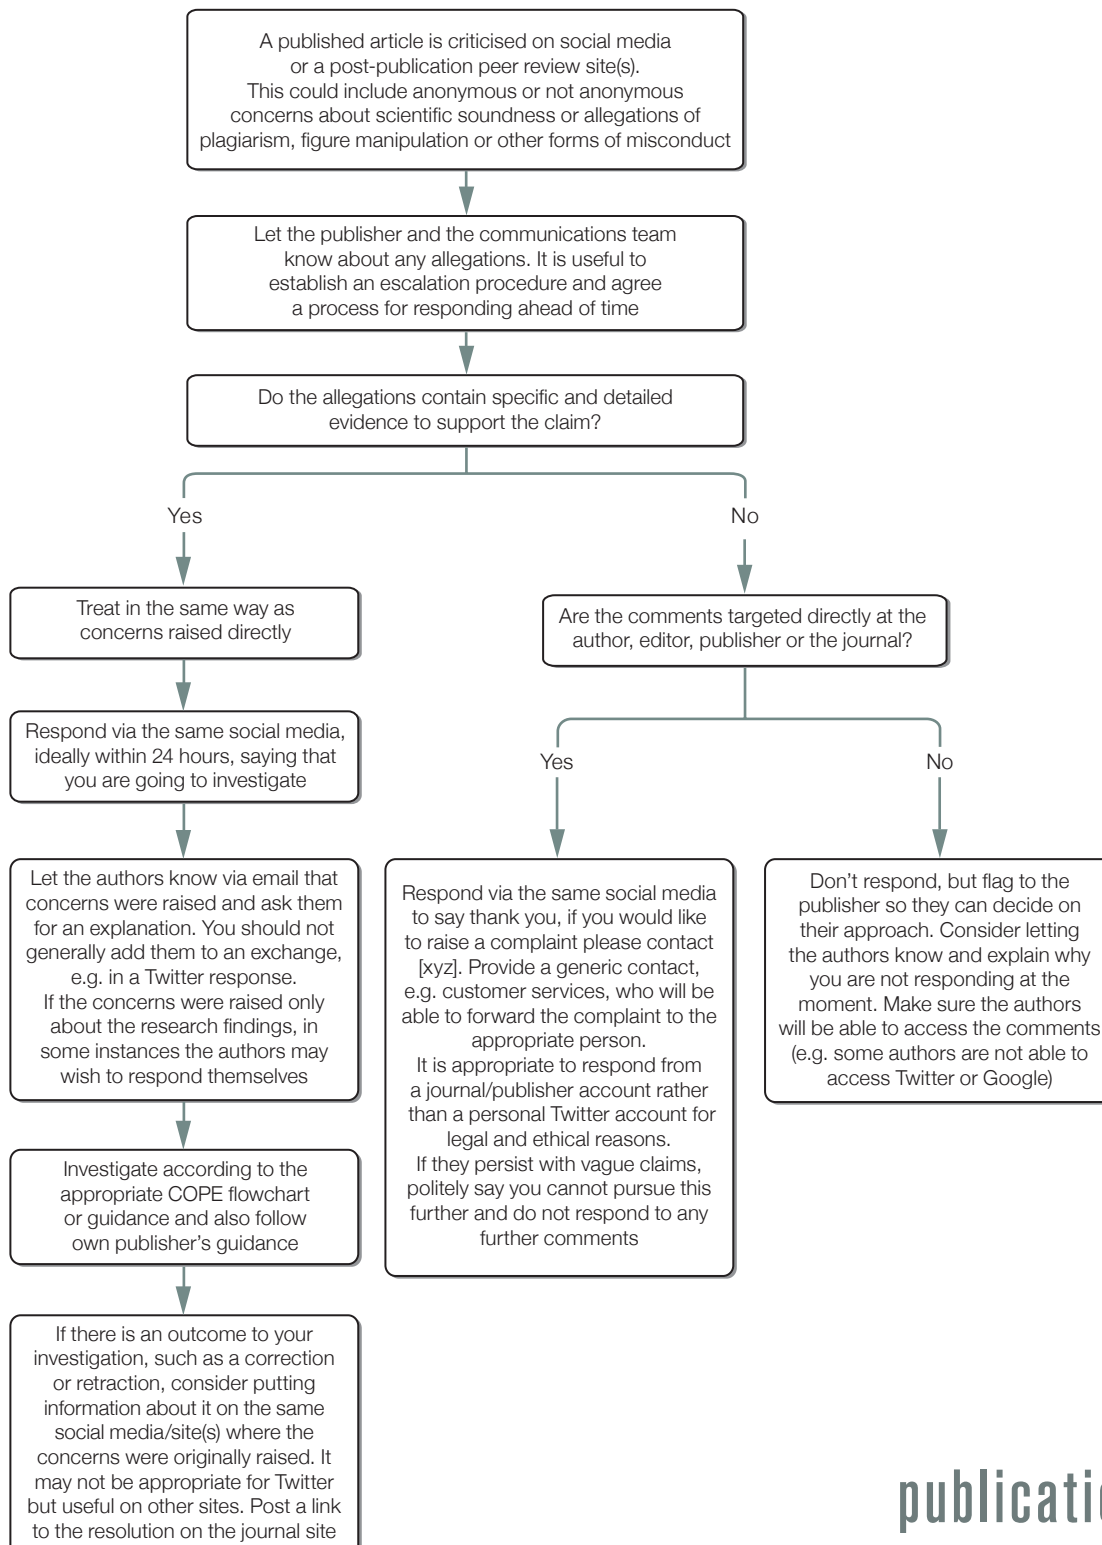 A published article is criticised on social media
or a post-publication peer review site(s).
This could include anonymous or not anonymous
concerns about scientific soundness or allegations of
plagiarism, figure manipulation or other forms of misconduct
Let the publisher and the communications team
know about any allegations. It is useful to
establish an escalation procedure and agree
a process for responding ahead of time
Do the allegations contain specific and detailed
evidence to support the claim?
Yes
No
Treat in the same way as
concerns raised directly
Are the comments targeted directly at the
author, editor, publisher or the journal?
Respond via the same social media,
ideally within 24 hours, saying that
you are going to investigate
Yes
No
Let the authors know via email that
concerns were raised and ask them
for an explanation. You should not
generally add them to an exchange,
e.g. in a Twitter response.
If the concerns were raised only
about the research findings, in
some instances the authors may
wish to respond themselves
Respond via the same social media
to say thank you, if you would like
to raise a complaint please contact
[xyz]. Provide a generic contact,
e.g. customer services, who will be
able to forward the complaint to the
appropriate person.
It is appropriate to respond from
a journal/publisher account rather
than a personal Twitter account for
legal and ethical reasons.
If they persist with vague claims,
politely say you cannot pursue this
further and do not respond to any
further comments
Don’t respond, but flag to the
publisher so they can decide on
their approach. Consider letting
the authors know and explain why
you are not responding at the
moment. Make sure the authors
will be able to access the comments
(e.g. some authors are not able to
access Twitter or Google)
Investigate according to the
appropriate COPE flowchart
or guidance and also follow
own publisher’s guidance
If there is an outcome to your
investigation, such as a correction
or retraction, consider putting
information about it on the same
social media/site(s) where the
concerns were originally raised. It
may not be appropriate for Twitter
but useful on other sites. Post a link
to the resolution on the journal site
publicatio